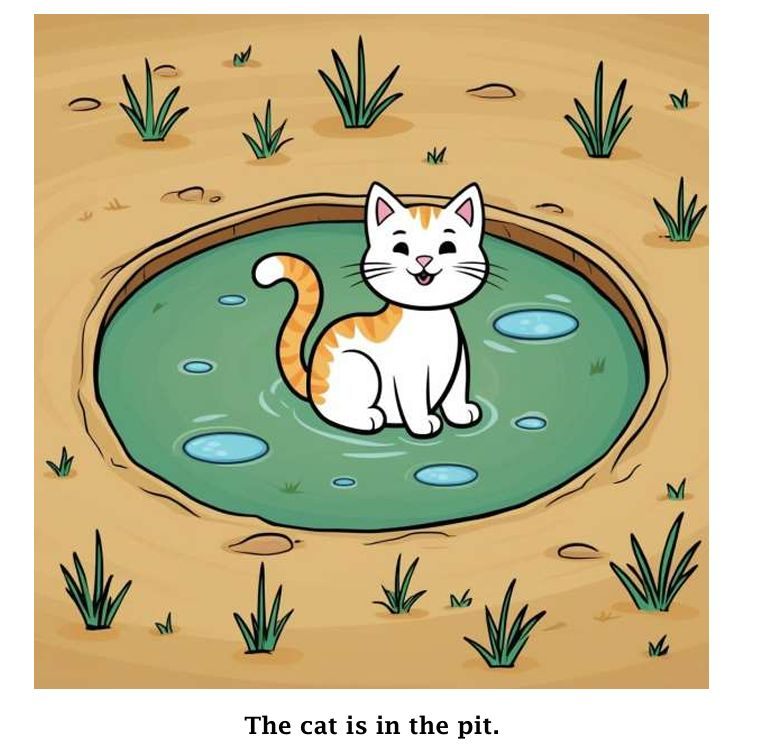 The cat is in the pit.